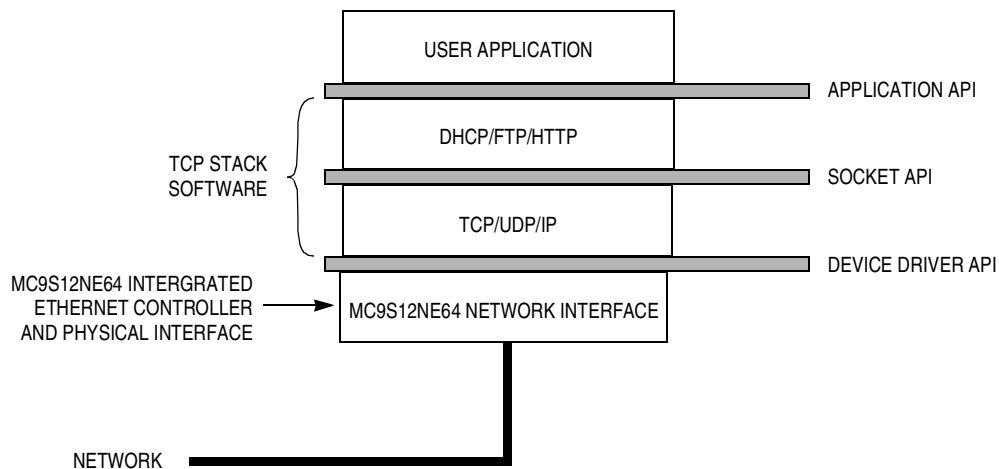 USER APPLICATION
APPLICATION API
DHCP/FTP/HTTP
TCP STACK
SOFTWARE
SOCKET API
TCP/UDP/IP
DEVICE DRIVER API
MC9S12NE64 INTERGRATED
ETHERNET CONTROLLER
AND PHYSICAL INTERFACE
MC9S12NE64 NETWORK INTERFACE
NETWORK